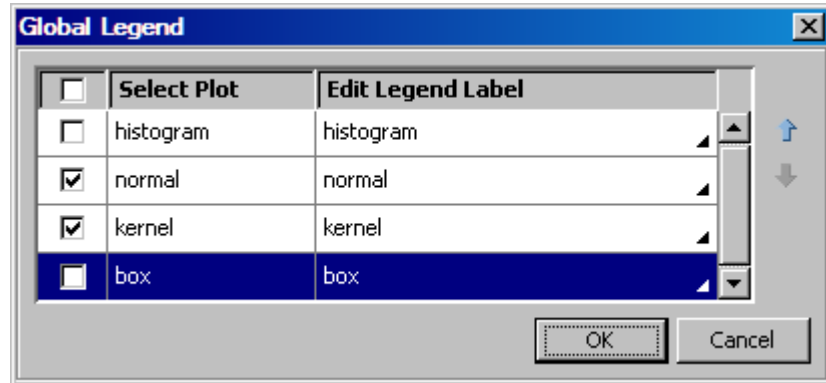 Global Legend
Select Plot Edit Legend Label
histogram histogram
normal normal
kernel kernel
box box
OK Cancel